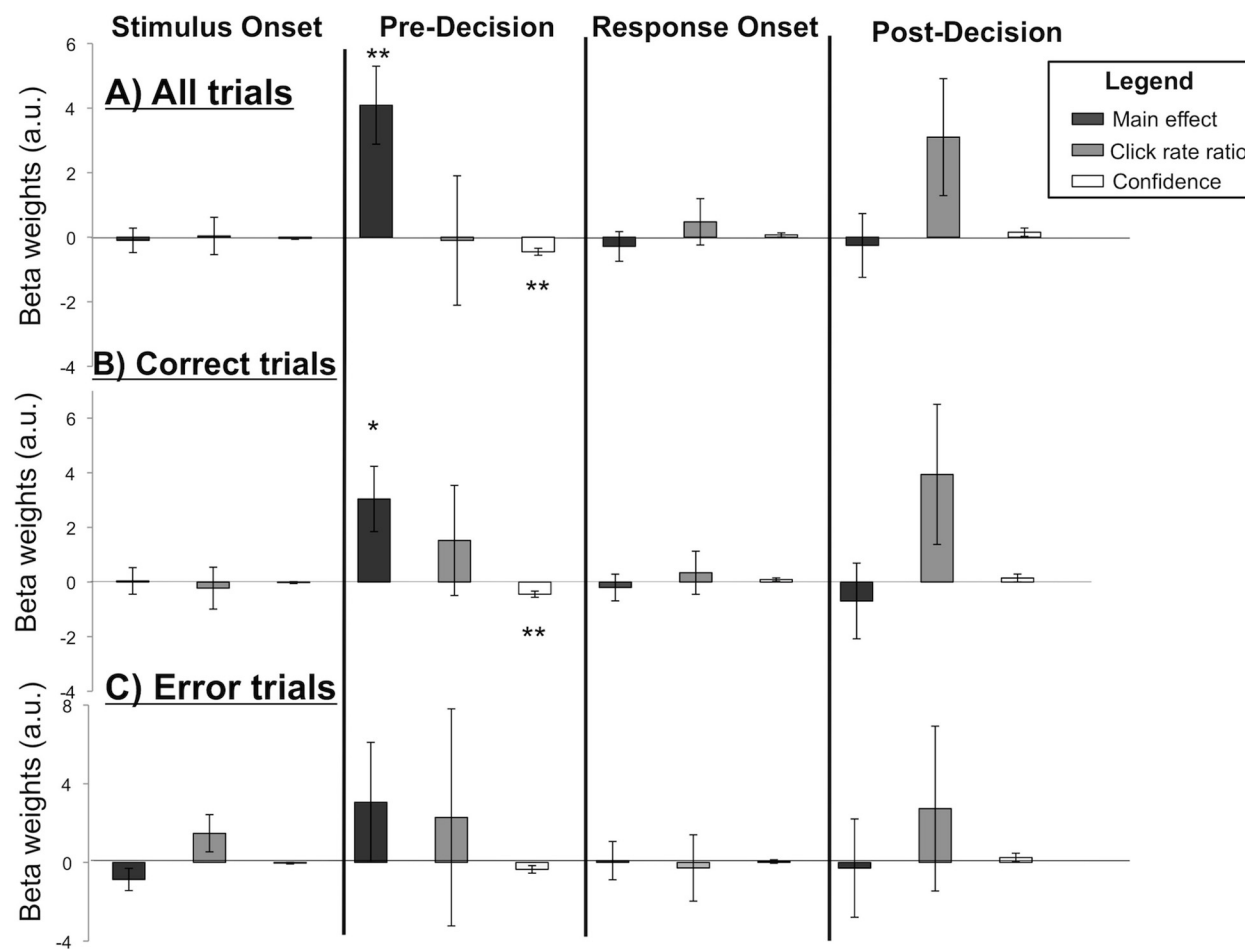 Stimulus Onset Pre-Decision Response Onset Post-Decision
A) All trials
Beta weights (a.u.)
6
4
2
0
-2
-4
**
**
Legend
Main effect
Click rate ratio
Confidence
B) Correct trials
Beta weights (a.u.)
6
4
2
0
-2
-4
*
**
C) Error trials
Beta weights (a.u.)
8
4
0
-4